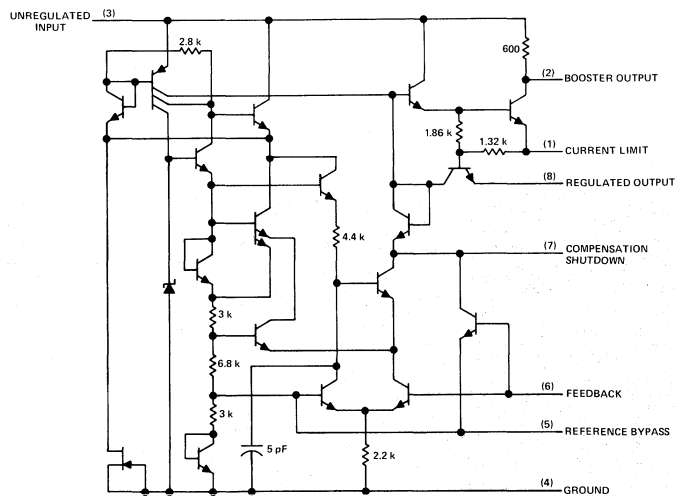 UNREGULATED (3)
INPUT
2.8 k
600
(2) BOOSTER OUTPUT
1.86 k
1.32 k
(1) CURRENT LIMIT
(8) REGULATED OUTPUT
4.4 k
(7) COMPENSATION
SHUTDOWN
3 k
6.8 k
(6) FEEDBACK
3 k
(5) REFERENCE BYPASS
5 pF
2.2 k
(4) GROUND